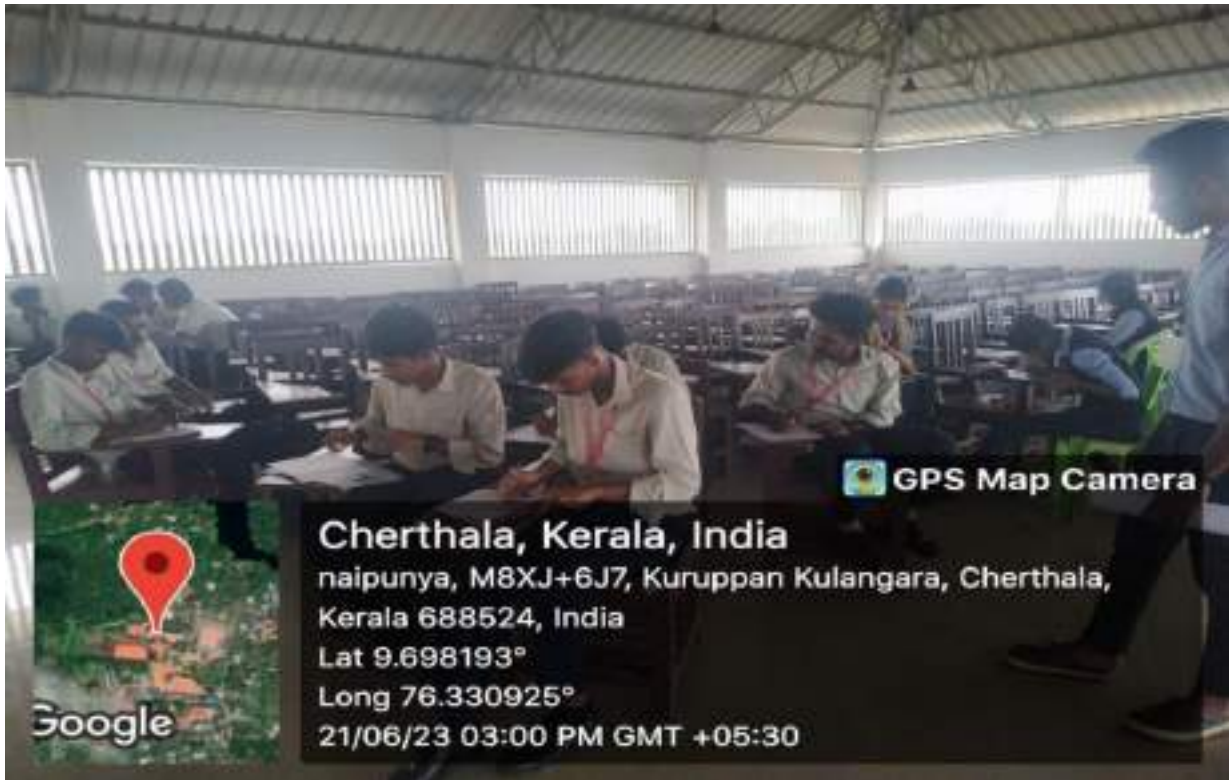 GPS Map Camera
Cherthala, Kerala, India
naipunya, M8XJ+6J7, Kuruppan Kulangara, Cherthala,
Kerala 688524, India
Lat 9.698193°
Long 76.330925°
21/06/23 03:00 PM GMT +05:30
Google